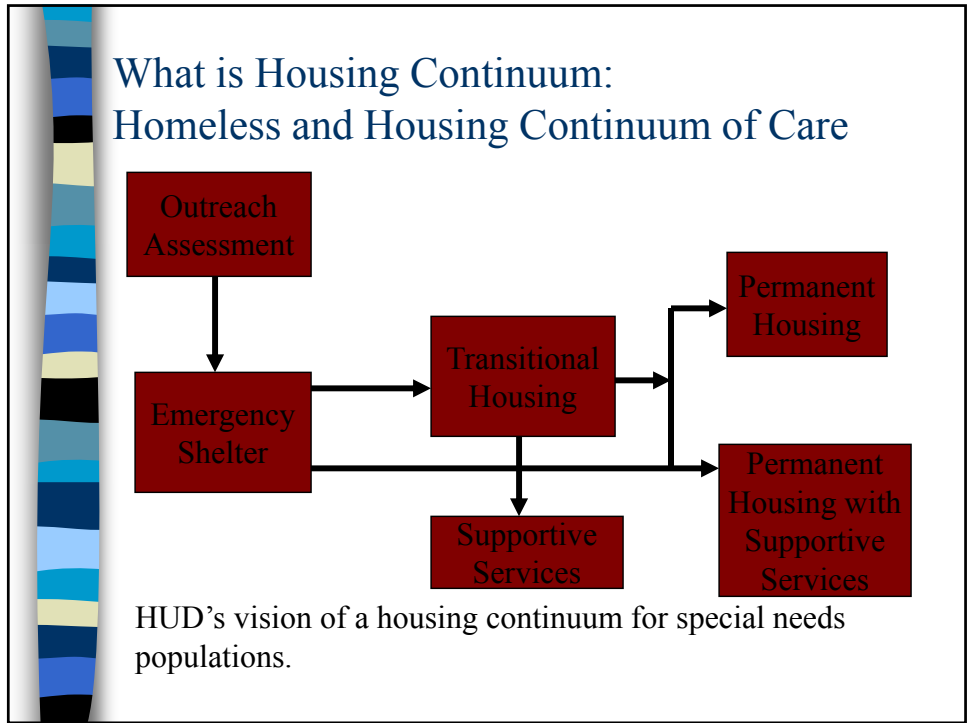 What is Housing Continuum:
Homeless and Housing Continuum of Care
Outreach
Assessment
Emergency
Shelter
Transitional
Housing
Supportive
Services
Permanent
Housing
Permanent
Housing with
Supportive
Services
HUD’s vision of a housing continuum for special needs
populations.